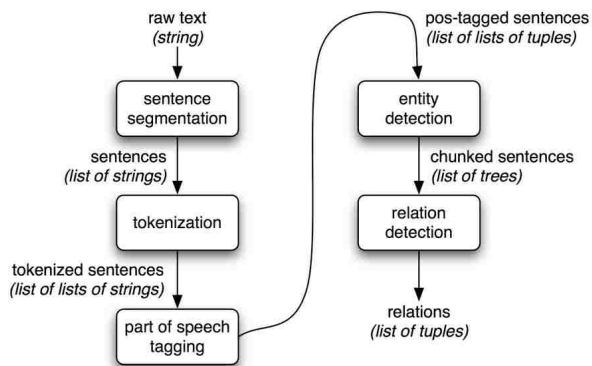 raw text
(string)
sentence
segmentation
sentences
(list of strings)
tokenization
tokenized sentences
(list of lists of strings)
part of speech
tagging
pos-tagged sentences
(list of lists of tuples)
entity
detection
chunked sentences
(list of trees)
relation
detection
relations
(list of tuples)